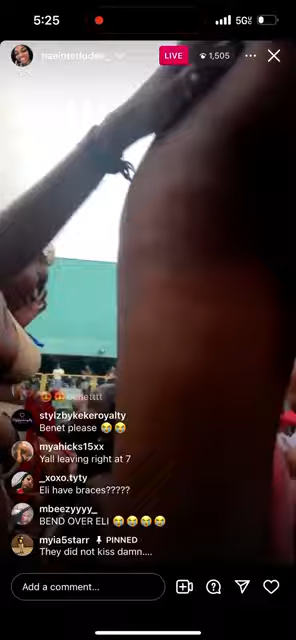 5:25
5G
LIVE
1,505
stylzbykekeroyalty
Benet please 😂😭
myahicks15xx
Yall leaving right at 7
_xoxo.tyty
Eli have braces?????
mbeezyyyy_
BEND OVER ELI 😭😭😭😭
myia5starr PINNED
They did not kiss damn....
Add a comment...